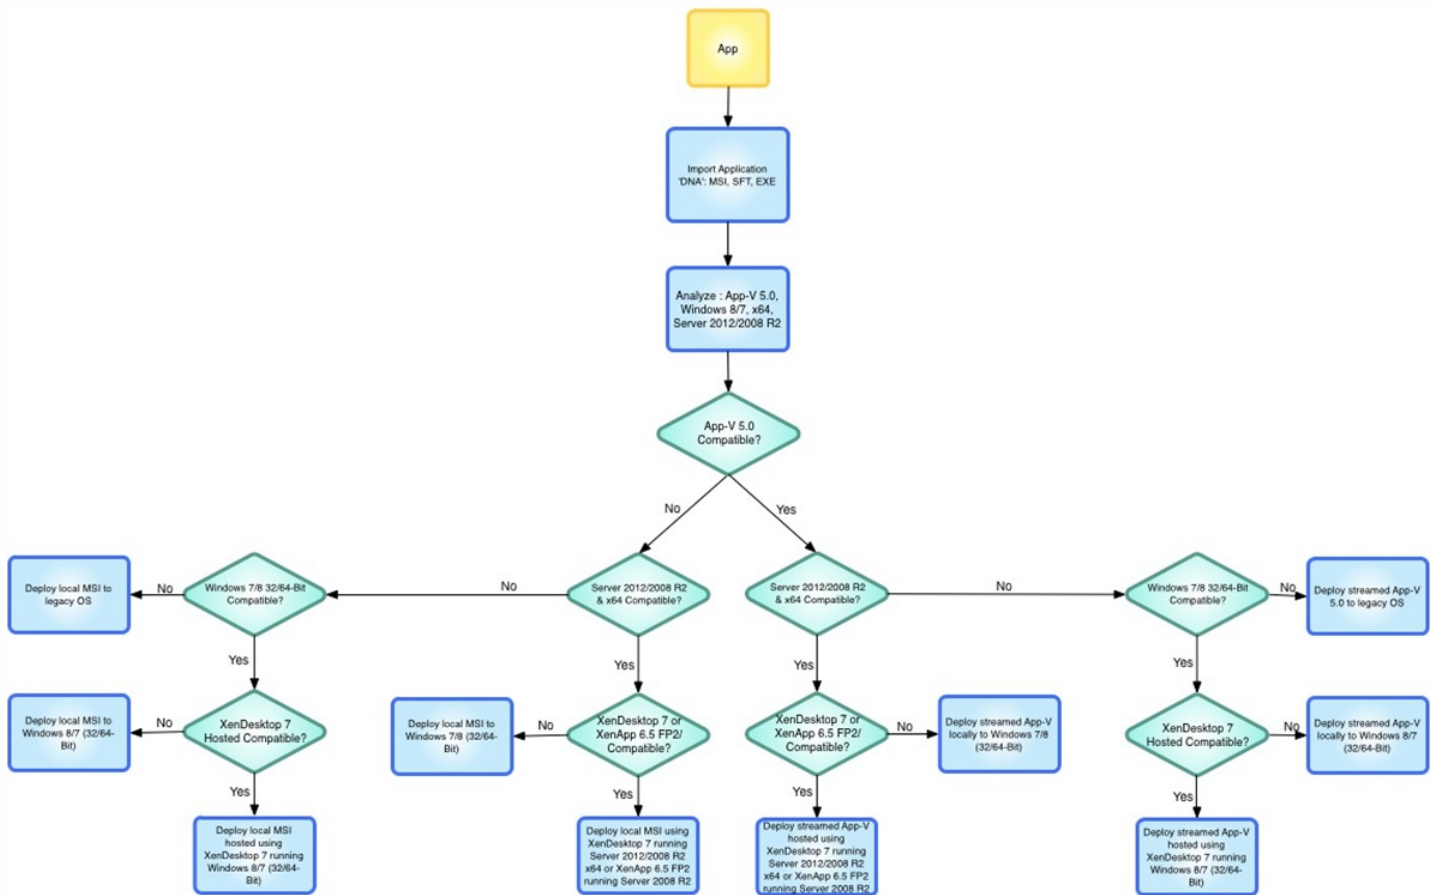 App
Import Application
'DNA': MSI, SFT, EXE
Analyze : App-V 5.0,
Windows 8/7, x64,
Server 2012/2008 R2
App-V 5.0
Compatible?
No
Yes
Deploy local MSI to
legacy OS
No
Windows 7/8 32/64-Bit
Compatible?
No
Server 2012/2008 R2
& x64 Compatible?
Server 2012/2008 R2
& x64 Compatible?
No
Windows 7/8 32/64-Bit
Compatible?
No
Deploy streamed App-V
5.0 to legacy OS
Yes
Yes
Yes
Yes
Deploy local MSI to
Windows 8/7 (32/64-
Bit)
No
XenDesktop 7
Hosted Compatible?
Deploy local MSI to
Windows 7/8 (32/64-
Bit)
No
XenDesktop 7 or
XenApp 6.5 FP2/
Compatible?
XenDesktop 7 or
XenApp 6.5 FP2/
Compatible?
No
Deploy streamed App-V
locally to Windows 7/8
(32/64-Bit)
XenDesktop 7
Hosted Compatible?
No
Deploy streamed App-V
locally to Windows 8/7
(32/64-Bit)
Yes
Yes
Yes
Yes
Deploy local MSI
hosted using
XenDesktop 7 running
Windows 8/7 (32/64-
Bit)
Deploy local MSI using
XenDesktop 7 running
Server 2012/2008 R2
x64 or XenApp 6.5 FP2
running Server 2008 R2
Deploy streamed App-V
hosted using
XenDesktop 7 running
Server 2012/2008 R2
x64 or XenApp 6.5 FP2
running Server 2008 R2
Deploy streamed App-V
hosted using
XenDesktop 7 running
Windows 8/7 (32/64-
Bit)